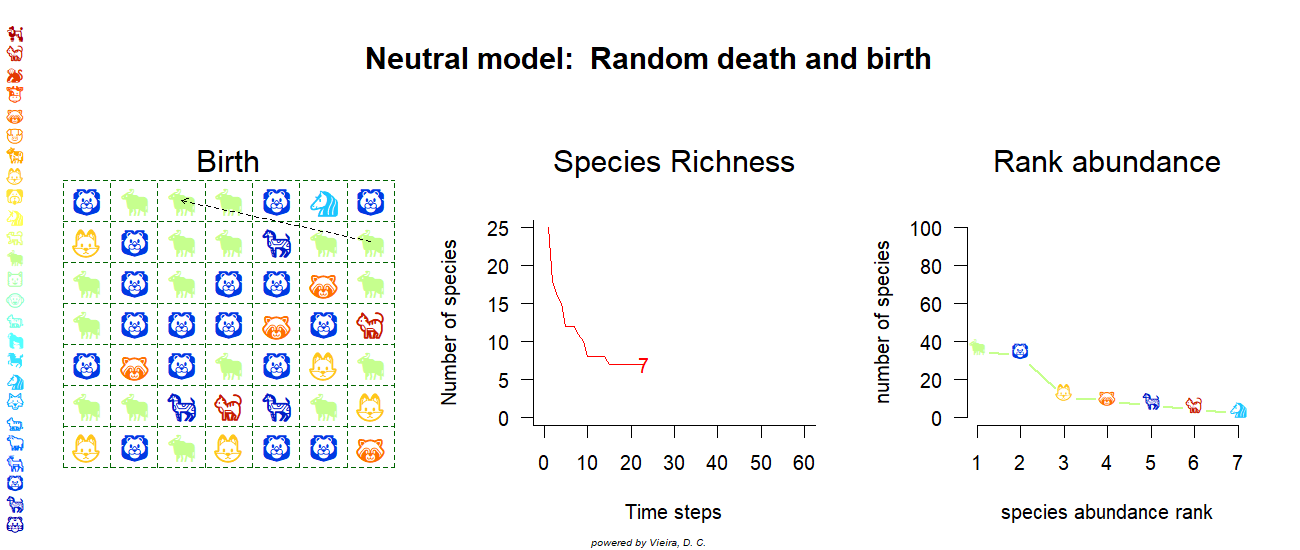 Neutral model:  Random death and birth
Birth
Species Richness
Number of species
25
20
15
10
5
0
7
0 10 20 30 40 50 60
Time steps
Rank abundance
number of species
100
80
60
40
20
0
1 2 3 4 5 6 7
species abundance rank
powered by Vieira, D. C.